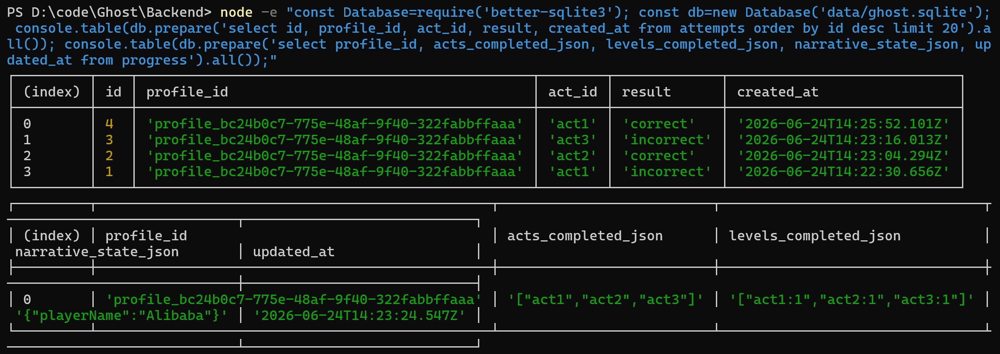 PS D:\code\Ghost\Backend> node -e "const Database=require('better-sqlite3'); const db=new Database('data/ghost.sqlite');
console.table(db.prepare('select id, profile_id, act_id, result, created_at from attempts order by id desc limit 20').a
ll()); console.table(db.prepare('select profile_id, acts_completed_json, levels_completed_json, narrative_state_json, up
dated_at from progress').all());"
(index) id profile_id act_id result created_at
0 4 'profile_bc24b0c7-775e-48af-9f40-322fabbffaaa' 'act1' 'correct' '2026-06-24T14:25:52.101Z'
1 3 'profile_bc24b0c7-775e-48af-9f40-322fabbffaaa' 'act3' 'incorrect' '2026-06-24T14:23:16.013Z'
2 2 'profile_bc24b0c7-775e-48af-9f40-322fabbffaaa' 'act2' 'correct' '2026-06-24T14:23:04.294Z'
3 1 'profile_bc24b0c7-775e-48af-9f40-322fabbffaaa' 'act1' 'incorrect' '2026-06-24T14:22:30.656Z'
(index) profile_id acts_completed_json levels_completed_json
narrative_state_json updated_at
0 'profile_bc24b0c7-775e-48af-9f40-322fabbffaaa' '["act1","act2","act3"]' '["act1:1","act2:1","act3:1"]'
'{"playerName":"Alibaba"}' '2026-06-24T14:23:24.547Z'